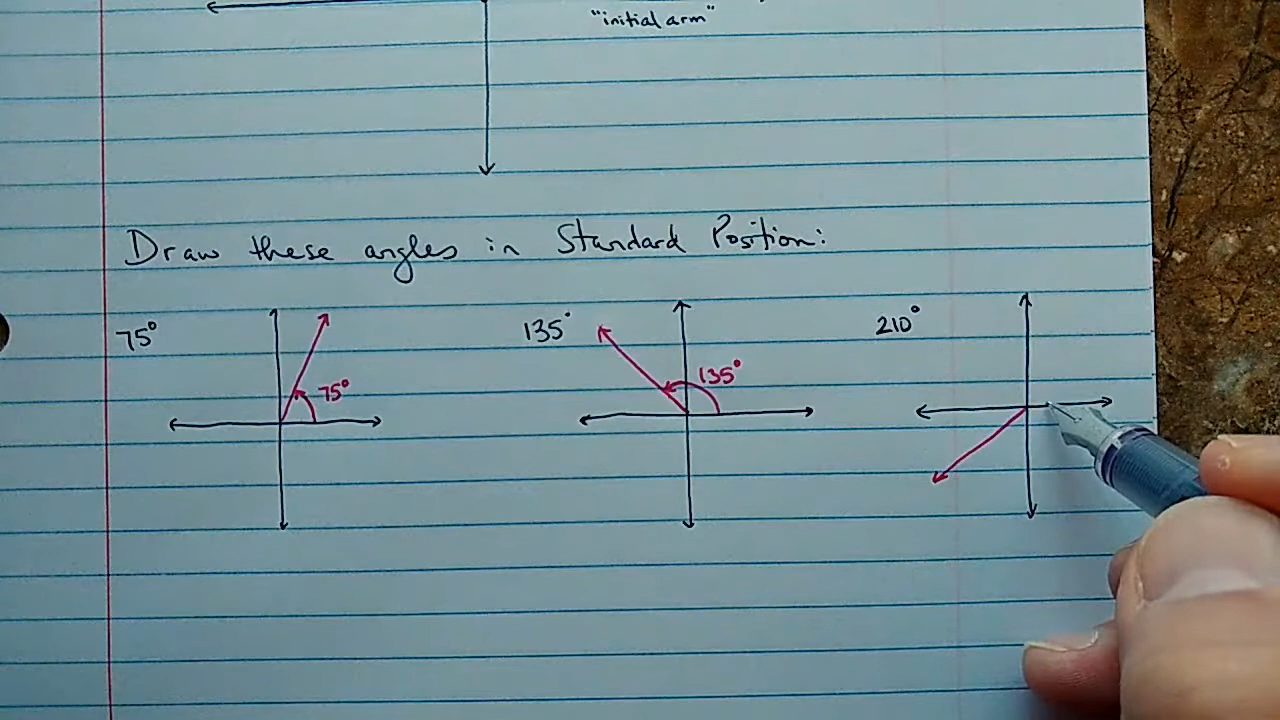 "initial arm"
Draw these angles in Standard Position:
75°
75°
135°
135°
210°